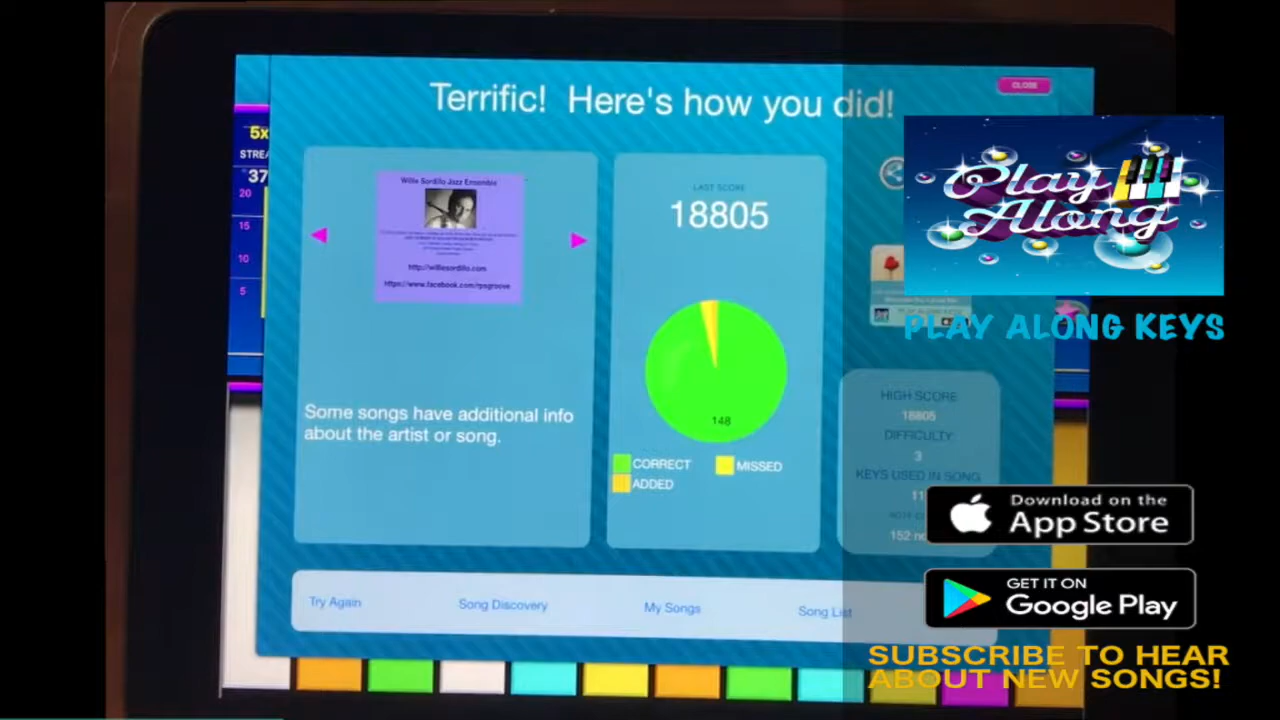 Terrific! Here's how you did!
CLOSE
5x
STREA
37
20
15
10
5
Willie Sordillo Jazz Ensemble
http://williesordillo.com
https://www.facebook.com/rpsgroove
Some songs have additional info
about the artist or song.
LAST SCORE
18805
148
CORRECT
MISSED
ADDED
HIGH SCORE
18805
DIFFICULTY:
3
KEYS USED IN SONG
11
152 no
Try Again
Song Discovery
My Songs
Song List
Play Along
PLAY ALONG KEYS
Download on the
App Store
GET IT ON
Google Play
SUBSCRIBE TO HEAR
ABOUT NEW SONGS!